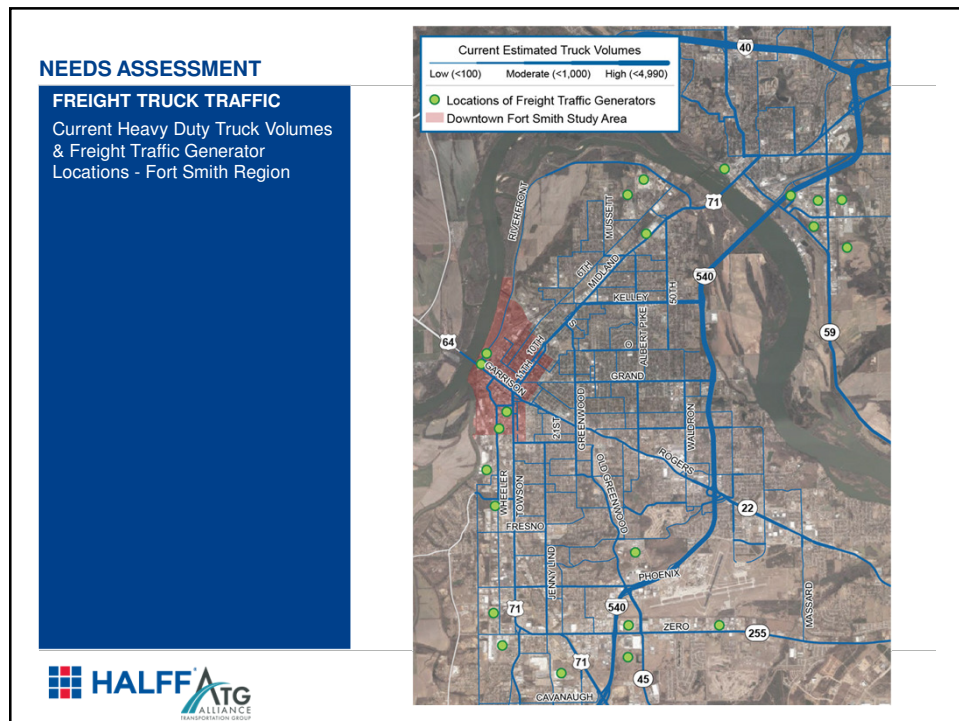 NEEDS ASSESSMENT
FREIGHT TRUCK TRAFFIC
Current Heavy Duty Truck Volumes
& Freight Traffic Generator
Locations - Fort Smith Region
Current Estimated Truck Volumes
Low (<100) Moderate (<1,000) High (<4,990)
Locations of Freight Traffic Generators
Downtown Fort Smith Study Area
40
71
RIVERFRONT
MUSSETT
6TH
MIDLAND
540
50TH
KELLEY
ALBERT PIKE
59
64
S
O
10TH
11TH
GARRISON
GRAND
21ST
GREENWOOD
WALDRON
OLD GREENWOOD
ROGERS
WHEELER
TOWSON
22
FRESNO
JENNY LIND
PHOENIX
MASSARD
71
540
ZERO
255
71
45
CAVANAUGH
HALFF
ATG
ALLIANCE
TRANSPORTATION GROUP